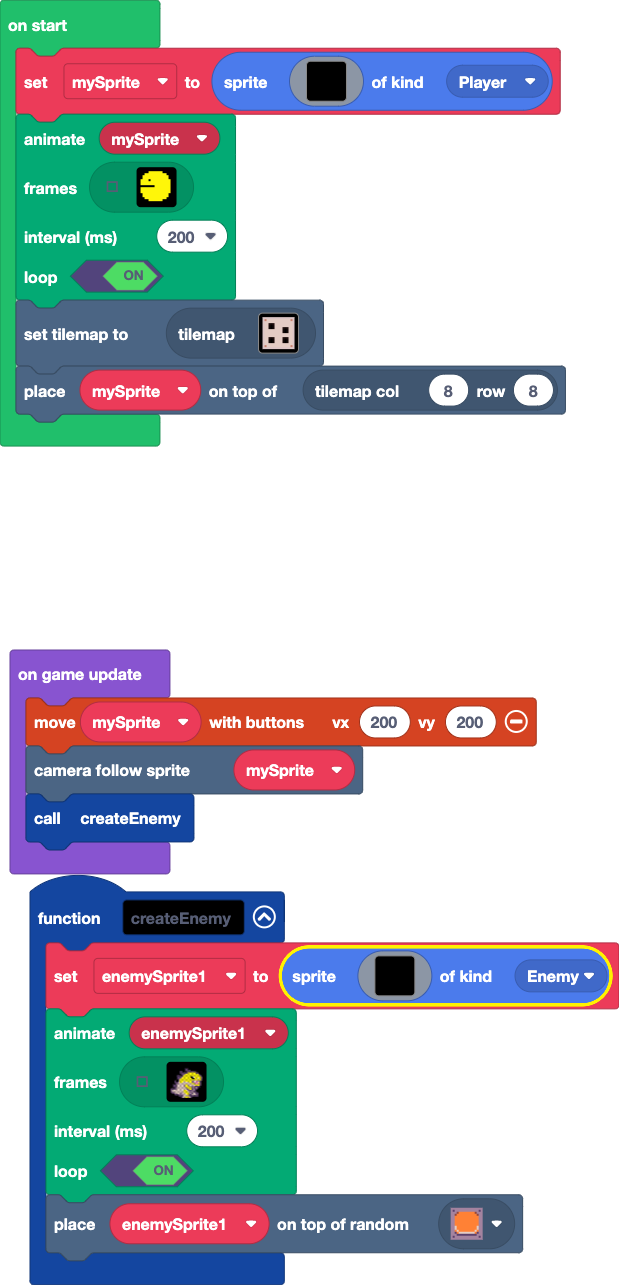 on start
set mySprite to sprite of kind Player
animate mySprite
frames
interval (ms) 200
loop ON
set tilemap to tilemap
place mySprite on top of tilemap col 8 row 8
on game update
move mySprite with buttons vx 200 vy 200
camera follow sprite mySprite
call createEnemy
function createEnemy
set enemySprite1 to sprite of kind Enemy
animate enemySprite1
frames
interval (ms) 200
loop ON
place enemySprite1 on top of random